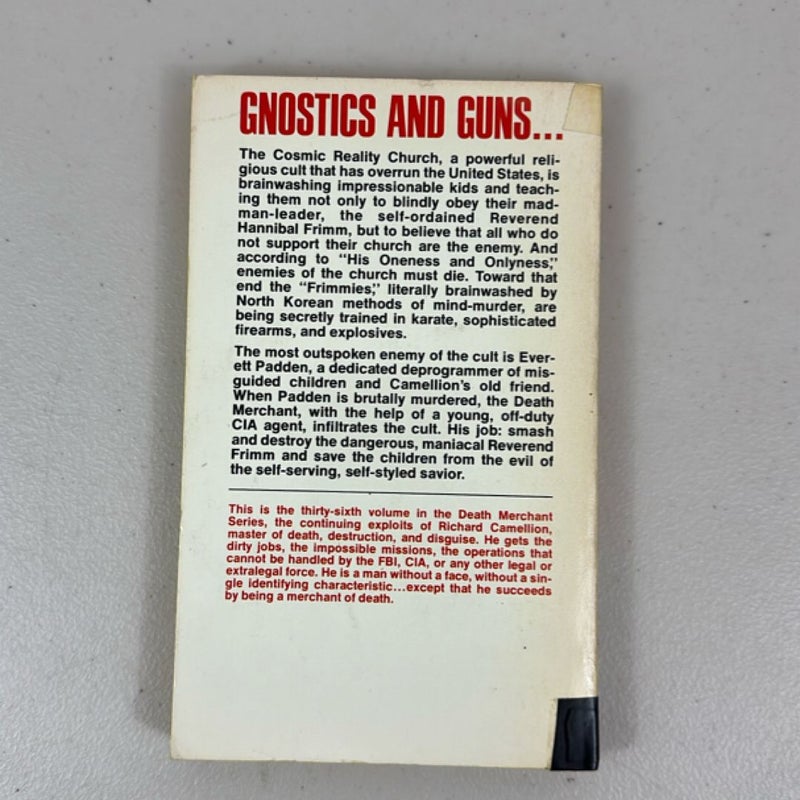 GNOSTICS AND GUNS...
The Cosmic Reality Church, a powerful reli-
gious cult that has overrun the United States, is
brainwashing impressionable kids and teach-
ing them not only to blindly obey their mad-
man-leader, the self-ordained Reverend
Hannibal Frimm, but to believe that all who do
not support their church are the enemy. And
according to "His Oneness and Onlyness,"
enemies of the church must die. Toward that
end the "Frimmies," literally brainwashed by
North Korean methods of mind-murder, are
being secretly trained in karate, sophisticated
firearms, and explosives.
The most outspoken enemy of the cult is Ever-
ett Padden, a dedicated deprogrammer of mis-
guided children and Camellion's old friend.
When Padden is brutally murdered, the Death
Merchant, with the help of a young, off-duty
CIA agent, infiltrates the cult. His job: smash
and destroy the dangerous, maniacal Reverend
Frimm and save the children from the evil of
the self-serving, self-styled savior.
This is the thirty-sixth volume in the Death Merchant
Series, the continuing exploits of Richard Camellion,
master of death, destruction, and disguise. He gets the
dirty jobs, the impossible missions, the operations that
cannot be handled by the FBI, CIA, or any other legal or
extralegal force. He is a man without a face, without a sin-
gle identifying characteristic...except that he succeeds
by being a merchant of death.